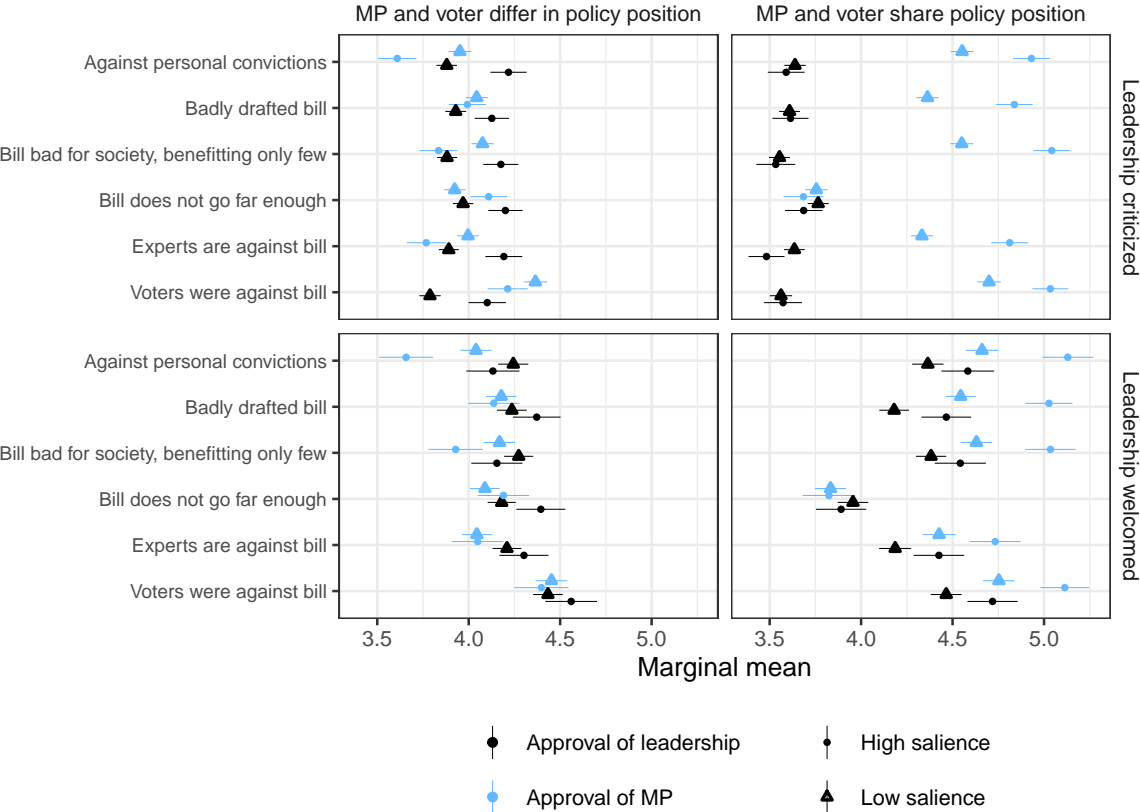 MP and voter differ in policy position
MP and voter share policy position
Against personal convictions
Badly drafted bill
Bill bad for society, benefitting only few
Bill does not go far enough
Experts are against bill
Voters were against bill
Leadership criticized
Against personal convictions
Badly drafted bill
Bill bad for society, benefitting only few
Bill does not go far enough
Experts are against bill
Voters were against bill
Leadership welcomed
3.5 4.0 4.5 5.0
3.5 4.0 4.5 5.0
Marginal mean
Approval of leadership
Approval of MP
High salience
Low salience